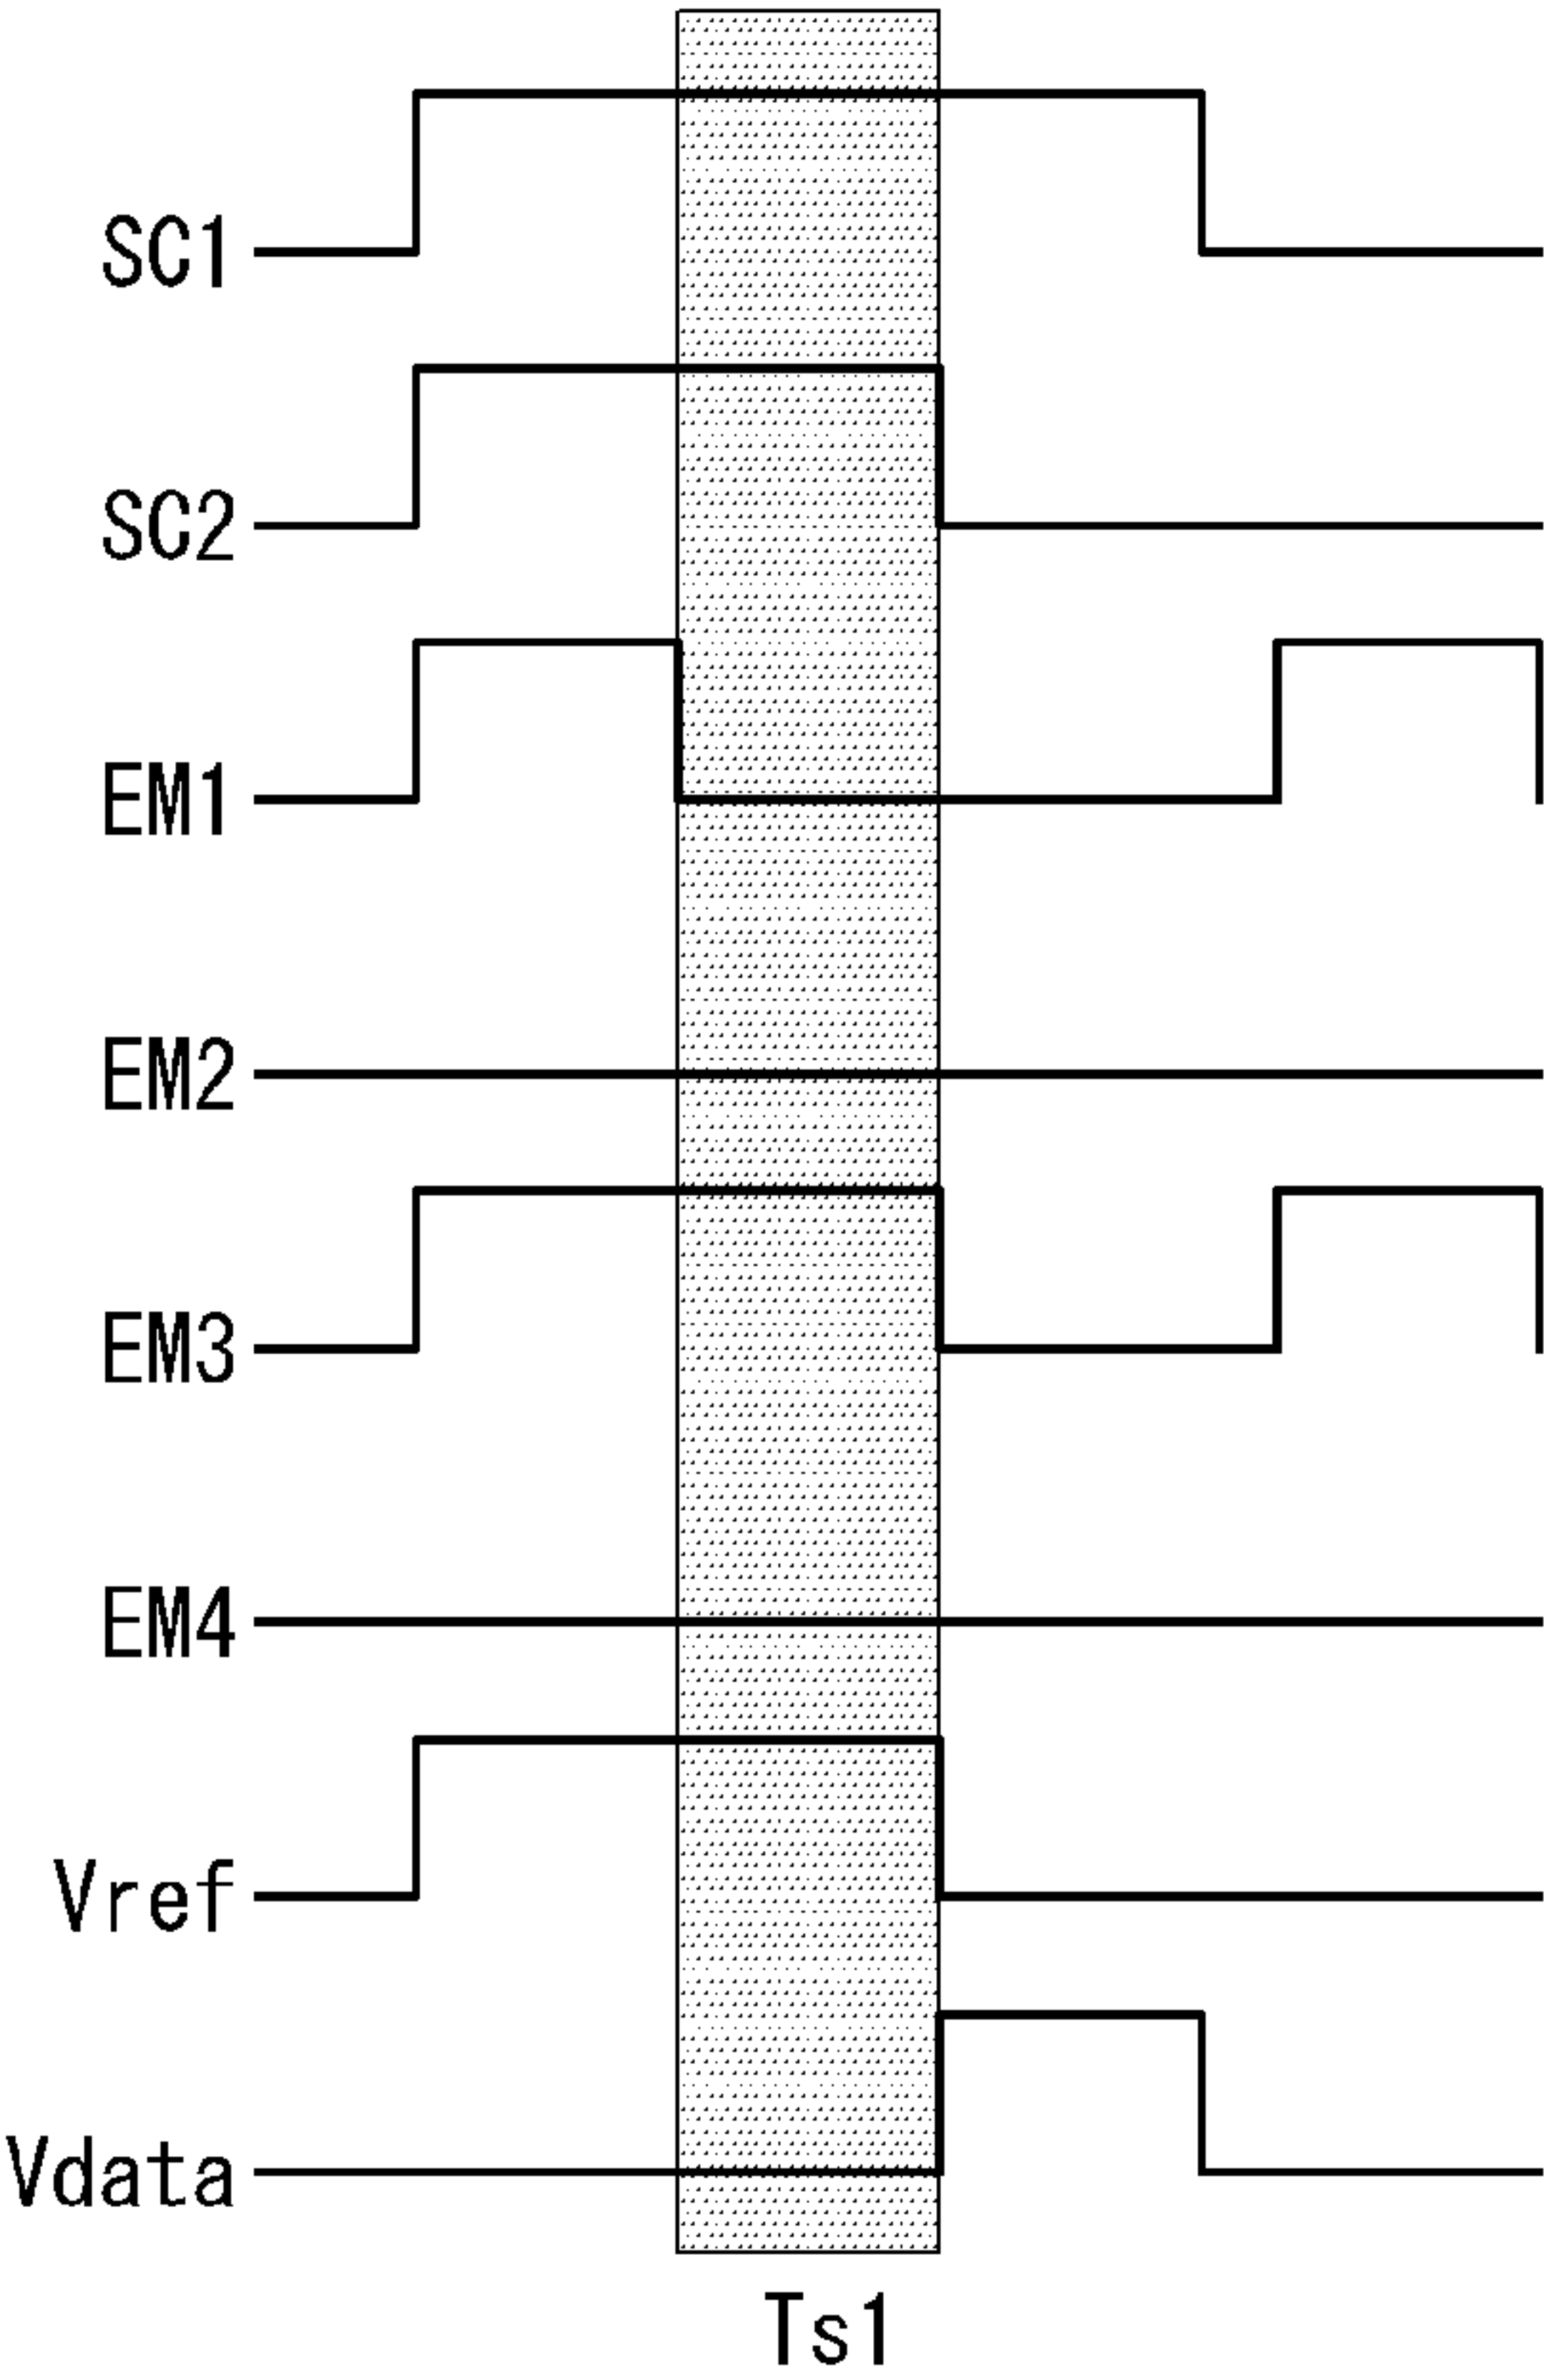 SC1
SC2
EM1
EM2
EM3
EM4
Vref
Vdata
Ts1